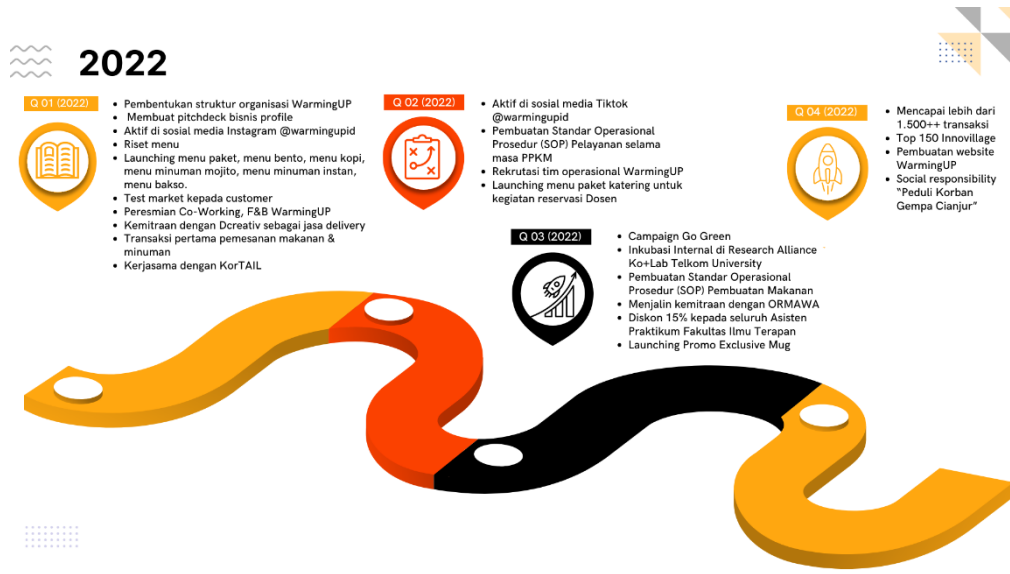 2022
Q 01 (2022)
• Pembentukan struktur organisasi WarmingUP
• Membuat pitchdeck bisnis profile
• Aktif di sosial media Instagram @warmingupid
• Riset menu
• Launching menu paket, menu bento, menu kopi,
menu minuman mojito, menu minuman instan,
menu bakso.
• Test market kepada customer
• Peresmian Co-Working, F&B WarmingUP
• Kemitraan dengan Dcreativ sebagai jasa delivery
• Transaksi pertama pemesanan makanan &
minuman
• Kerjasama dengan KorTAIL
Q 02 (2022)
• Aktif di sosial media Tiktok
@warmingupid
• Pembuatan Standar Operasional
Prosedur (SOP) Pelayanan selama
masa PPKM
• Rekrutasi tim operasional WarmingUP
• Launching menu paket katering untuk
kegiatan reservasi Dosen
Q 03 (2022)
• Campaign Go Green
• Inkubasi Internal di Research Alliance
Ko+Lab Telkom University
• Pembuatan Standar Operasional
Prosedur (SOP) Pembuatan Makanan
• Menjalin kemitraan dengan ORMAWA
• Diskon 15% kepada seluruh Asisten
Praktikum Fakultas Ilmu Terapan
• Launching Promo Exclusive Mug
Q 04 (2022)
• Mencapai lebih dari
1.500++ transaksi
• Top 150 Innovillage
• Pembuatan website
WarmingUP
• Social responsibility
“Peduli Korban
Gempa Cianjur”